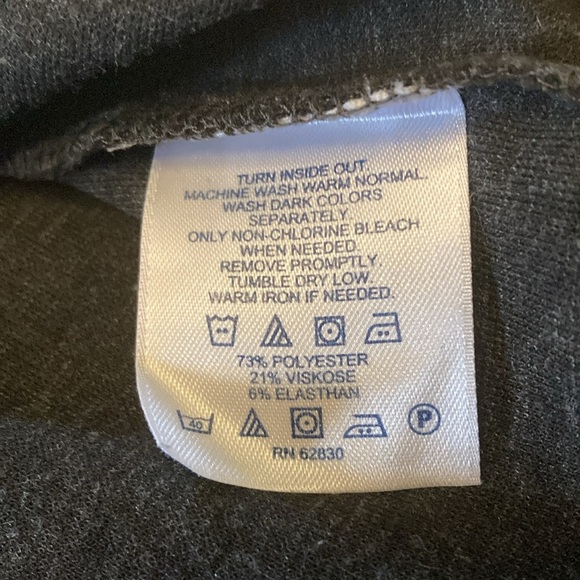 TURN INSIDE OUT.
MACHINE WASH WARM NORMAL.
WASH DARK COLORS
SEPARATELY.
ONLY NON-CHLORINE BLEACH
WHEN NEEDED.
REMOVE PROMPTLY.
TUMBLE DRY LOW.
WARM IRON IF NEEDED.
73% POLYESTER
21% VISKOSE
6% ELASTHAN
40 P
RN 62830